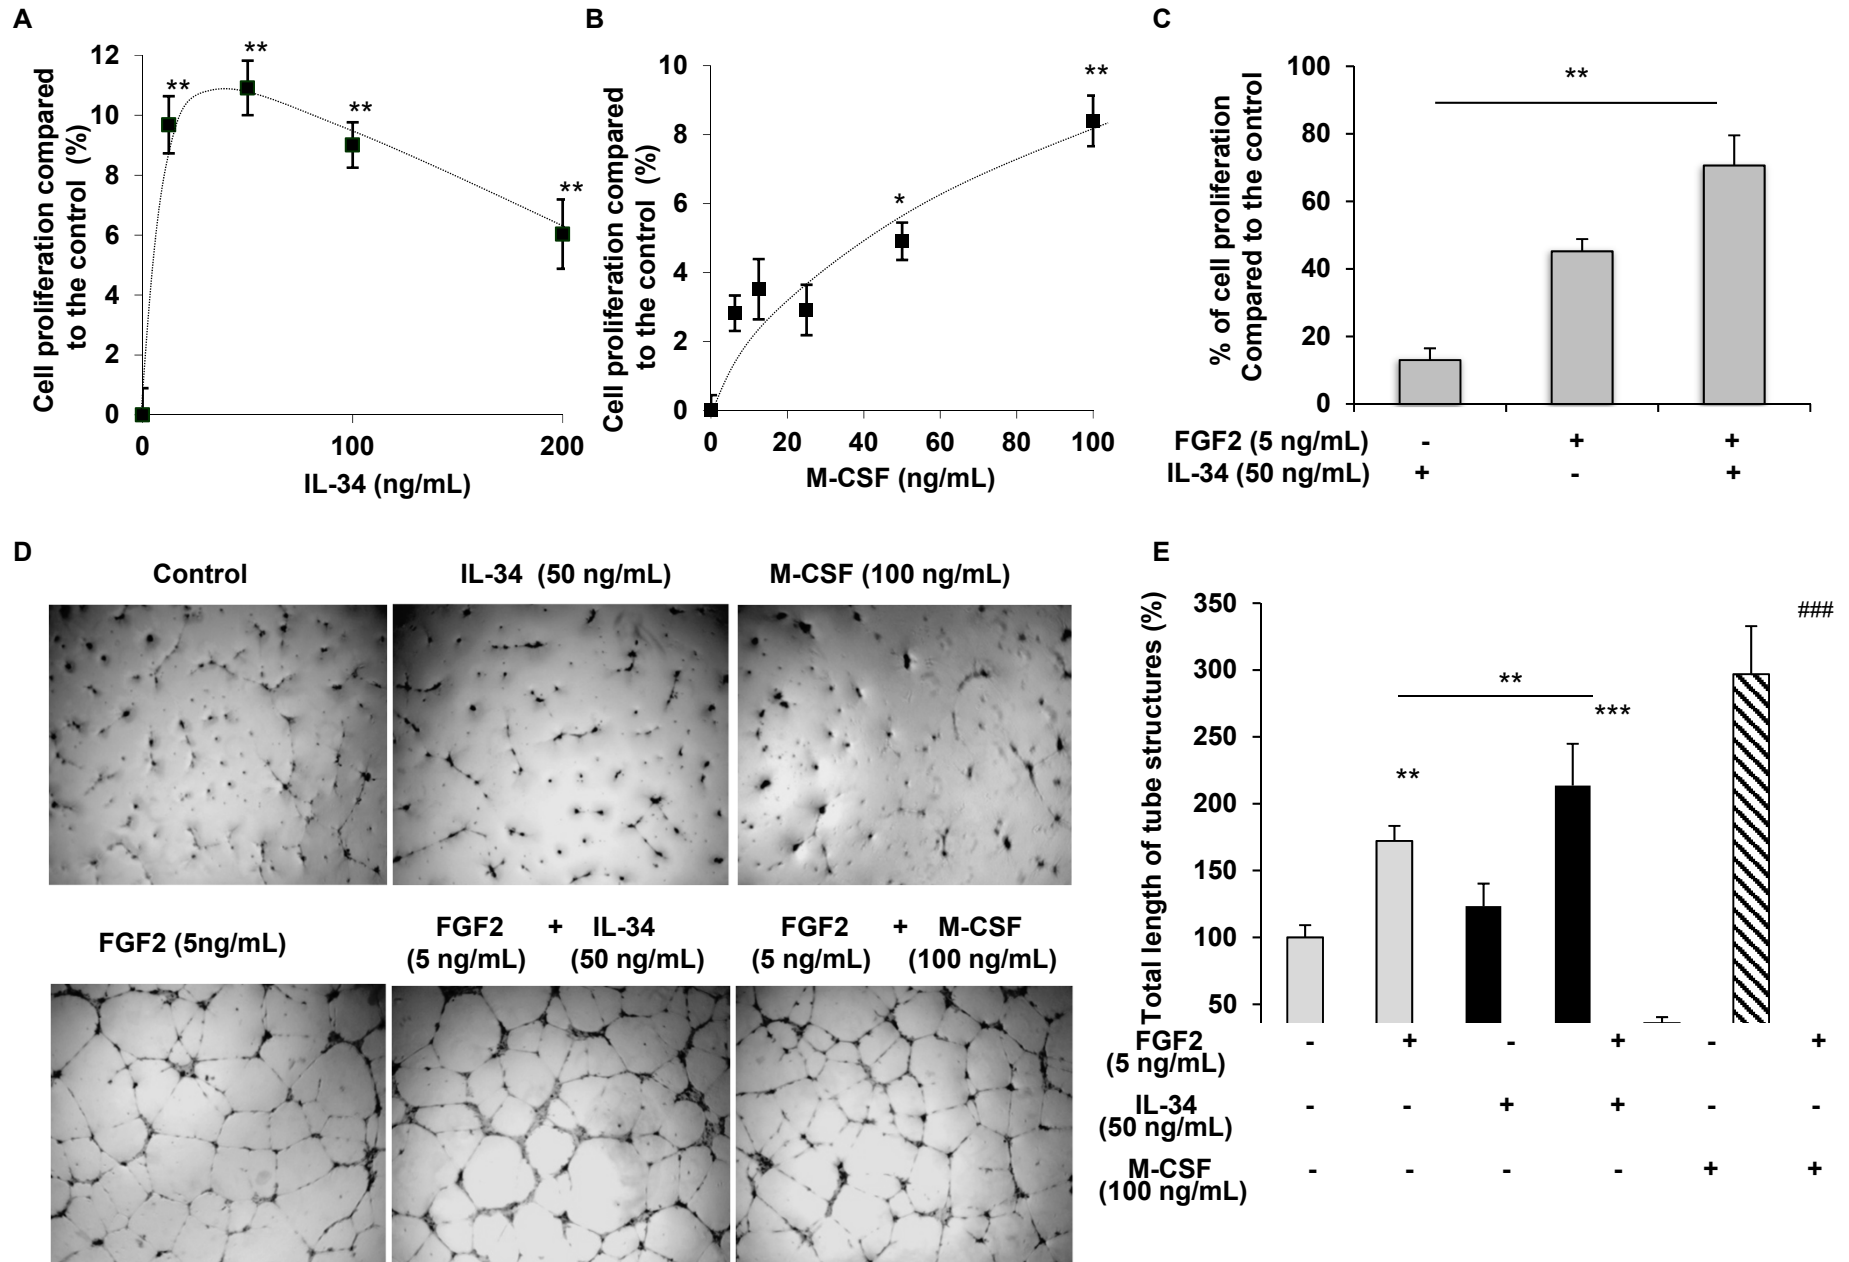 A
Cell proliferation compared
to the control (%)
12
10
8
6
4
2
0
**
**
**
**
0
100
200
IL-34 (ng/mL)
B
Cell proliferation compared
to the control (%)
10
8
6
4
2
0
*
**
0 20 40 60 80 100
M-CSF (ng/mL)
C
% of cell proliferation
Compared to the control
100
80
60
40
20
0
**
FGF2 (5 ng/mL) - + +
IL-34 (50 ng/mL) + - +
D
Control
IL-34 (50 ng/mL)
M-CSF (100 ng/mL)
FGF2 (5ng/mL)
FGF2 + IL-34
(5 ng/mL) (50 ng/mL)
FGF2 + M-CSF
(5 ng/mL) (100 ng/mL)
E
Total length of tube structures (%)
350
300
250
200
150
100
50
**
**
***
###
FGF2 - + - + - +
(5 ng/mL)
IL-34 - - + + - -
(50 ng/mL)
M-CSF - - - - + +
(100 ng/mL)